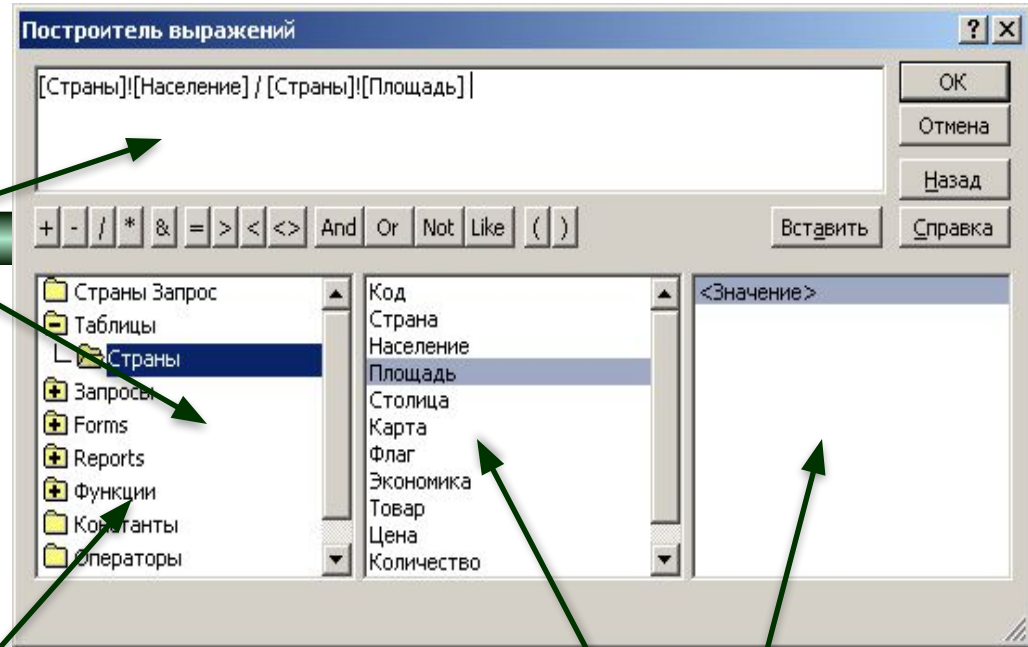 Построитель выражений
? X
[Страны]![Население] / [Страны]![Площадь]
ОК
Отмена
Назад
+ - / * & = > < <> And Or Not Like ( )
Вставить
Справка
Страны Запрос
Таблицы
Страны
Запросы
Forms
Reports
Функции
Константы
Операторы
Код
Страна
Население
Площадь
Столица
Карта
Флаг
Экономика
Товар
Цена
Количество
<Значение>